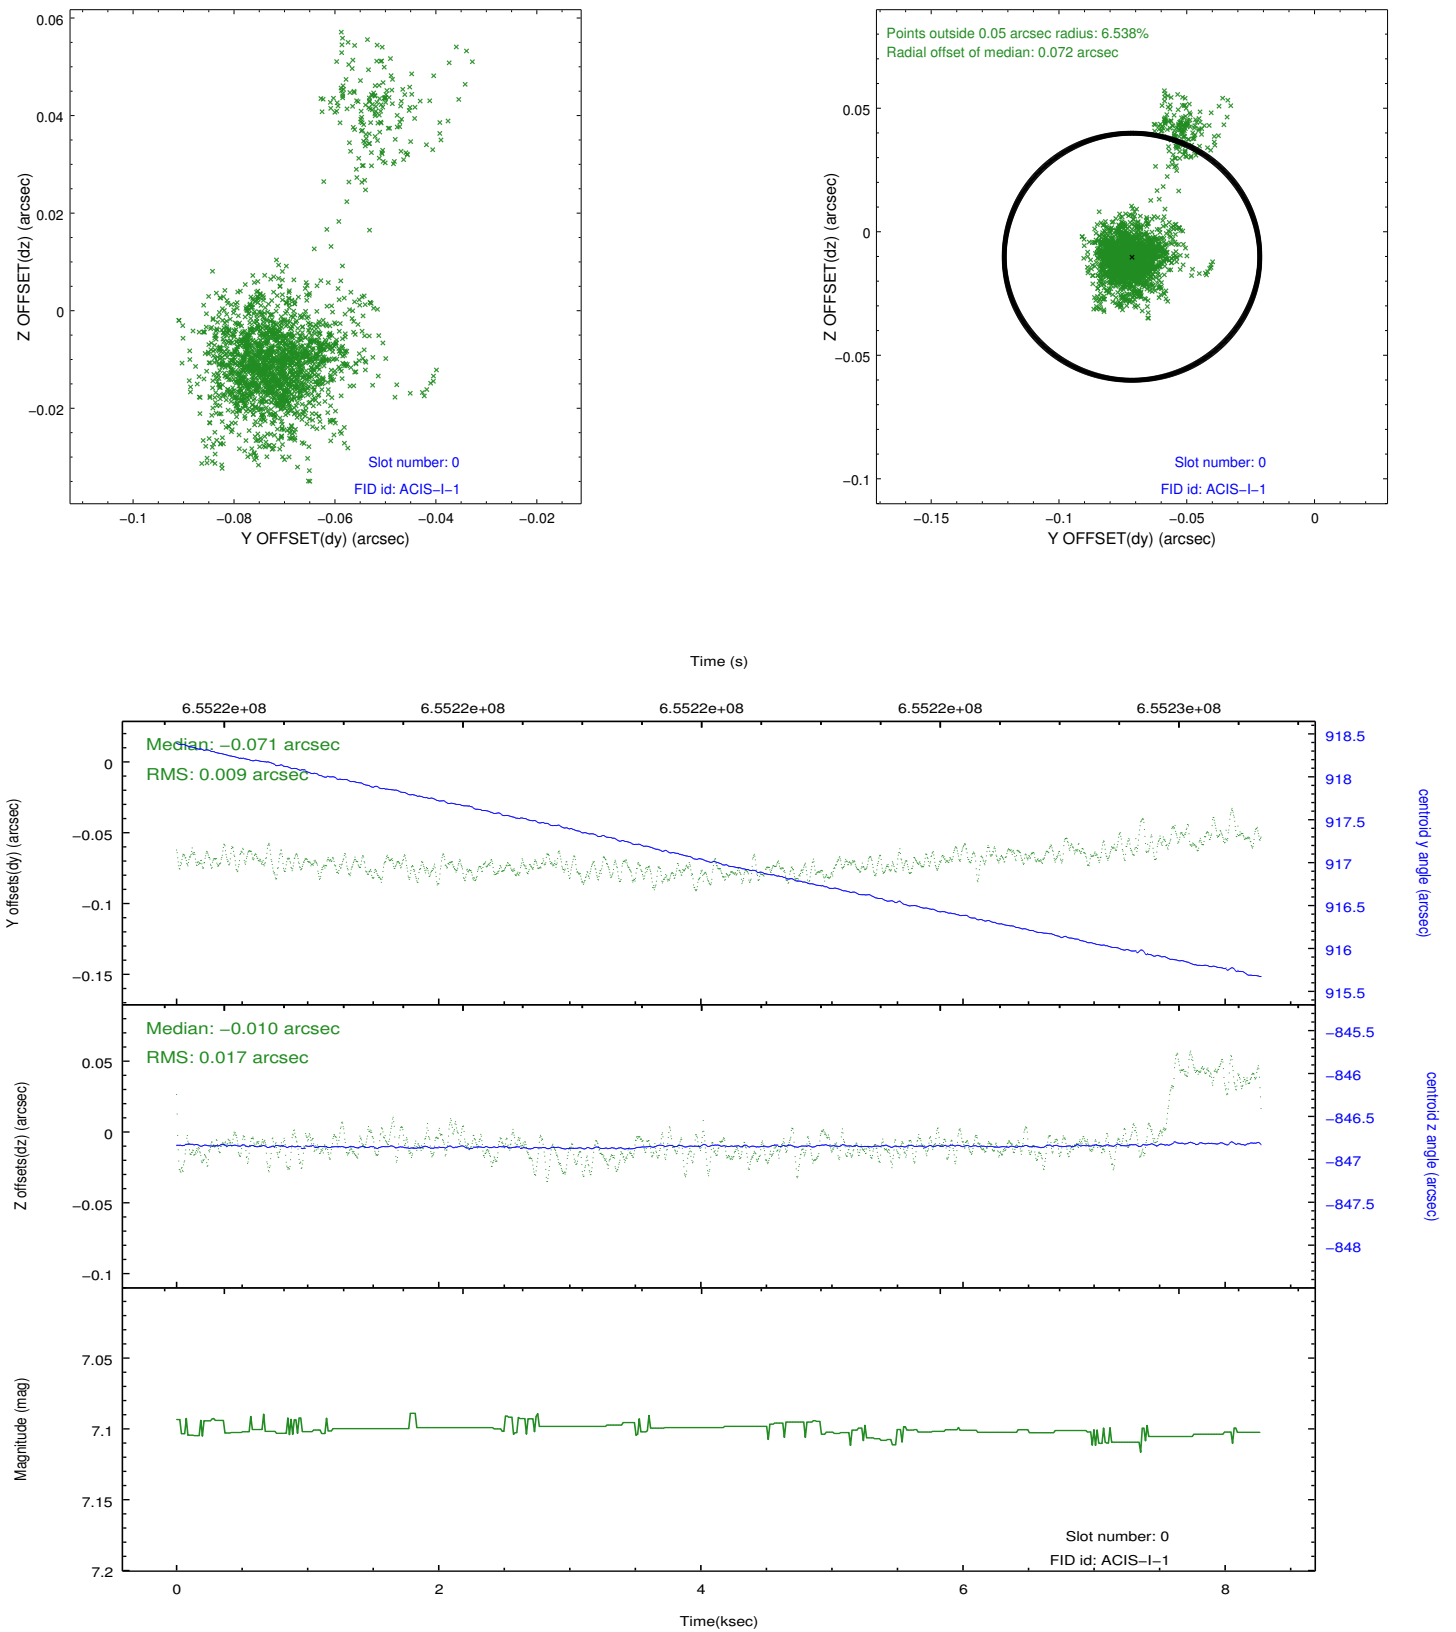 0.06
0.04
0.02
0
−0.02
Z OFFSET(dz) (arcsec)
Slot number: 0
FID id: ACIS−I−1
−0.1
−0.08
−0.06
−0.04
−0.02
Y OFFSET(dy) (arcsec)
Points outside 0.05 arcsec radius: 6.538%
Radial offset of median: 0.072 arcsec
0.05
0
−0.05
−0.1
Z OFFSET(dz) (arcsec)
Slot number: 0
FID id: ACIS−I−1
−0.15
−0.1
−0.05
0
Y OFFSET(dy) (arcsec)
Time (s)
6.5522e+08
6.5522e+08
6.5522e+08
6.5522e+08
6.5523e+08
Median: −0.071 arcsec
RMS: 0.009 arcsec
0
−0.05
−0.1
−0.15
Y offsets(dy) (arcsec)
918.5
918
917.5
917
916.5
916
915.5
centroid y angle (arcsec)
Median: −0.010 arcsec
RMS: 0.017 arcsec
0.05
0
−0.05
−0.1
Z offsets(dz) (arcsec)
−845.5
−846
−846.5
−847
−847.5
−848
centroid z angle (arcsec)
7.05
7.1
7.15
7.2
Magnitude (mag)
Slot number: 0
FID id: ACIS−I−1
0
2
4
6
8
Time(ksec)